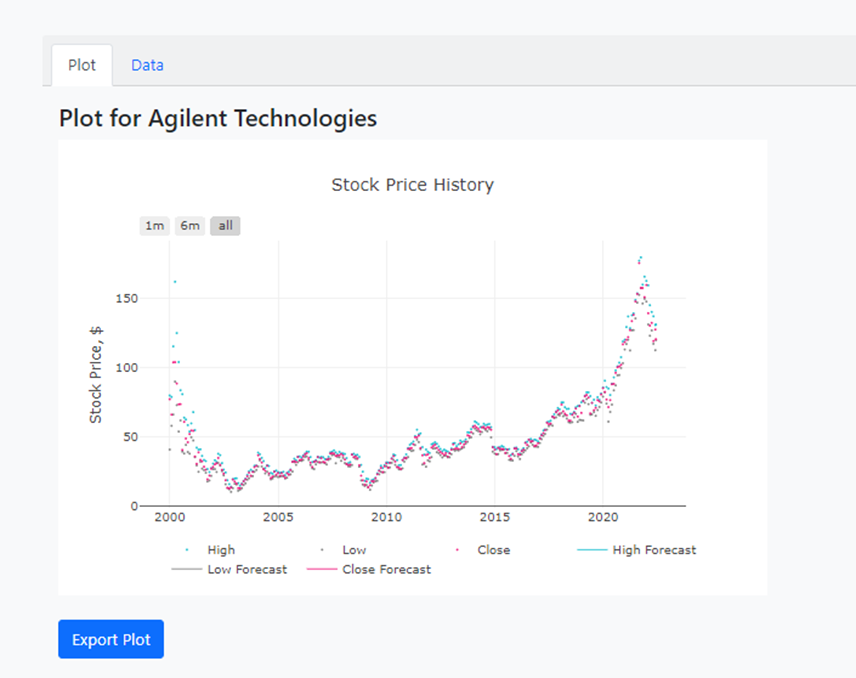 Plot Data
Plot for Agilent Technologies
Stock Price History
1m 6m all
150
100
50
0
Stock Price, $
2000 2005 2010 2015 2020
High Low Close High Forecast
Low Forecast Close Forecast
Export Plot